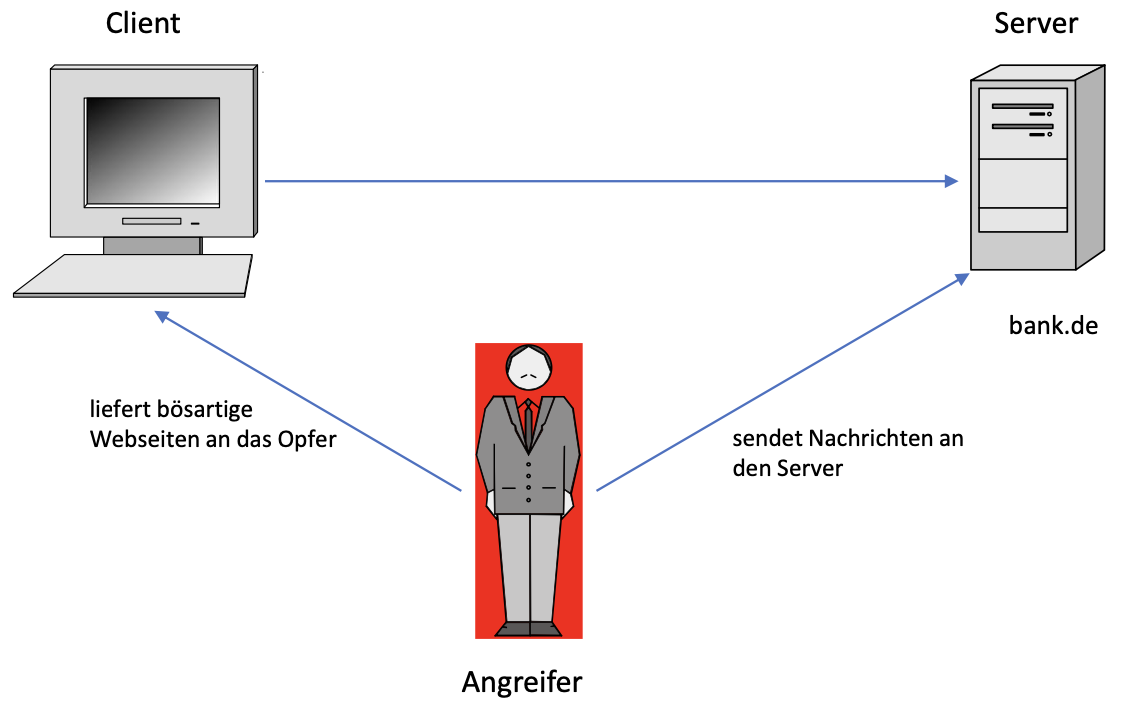 Client
Server
bank.de
liefert bösartige
Webseiten an das Opfer
sendet Nachrichten an
den Server
Angreifer